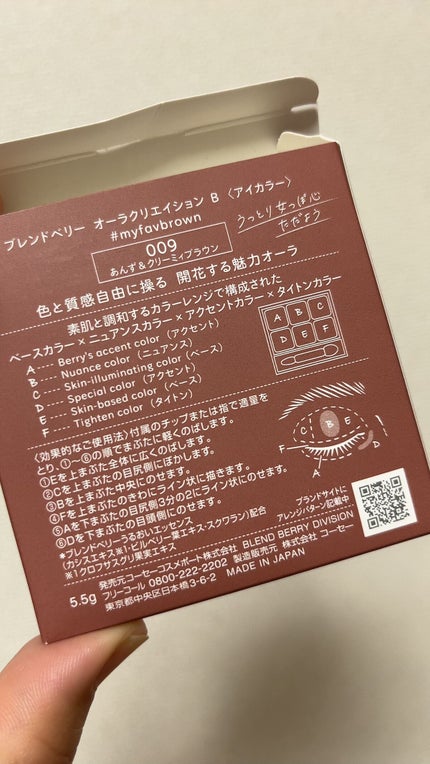 ブレンドベリー オーラクリエイション B 〈アイカラー〉
#myfavbrown
009
あんず&クリーミィブラウン
うっとり女っぽ心
ただよう
色と質感自由に操る 開花する魅力オーラ
素肌と調和するカラーレンジで構成された
ベースカラー×ニュアンスカラー×アクセントカラー×タイトンカラー
A ---- Berry's accent color (アクセント)
B ---- Nuance color (ニュアンス)
C ---- Skin-illuminating color (ベース)
D ---- Special color (アクセント)
E ---- Skin-based color (ベース)
F ---- Tighten color (タイトン)
A B C
D E F
〈効果的なご使用法〉付属のチップまたは指で適量を
とり、①〜⑥の順でまぶたに軽くのばします。
①Eを上まぶた全体に広くのばします。
②Cを上まぶたの目尻側にぼかします。
③Bを上まぶた中央にのせます。
④Fを上まぶたのきわにライン状に描きます。
⑤Aを下まぶたの目尻側3分の2にライン状にのせます。
⑥Dを下まぶたの目頭側にのせます。
C B E
F
A
D
*ブレンドベリーうるおいエッセンス
(カシスエキス※1・ビルベリー葉エキス・スクワラン)配合
※1クロフサスグリ果実エキス
ブランドサイトに
アレンジパターン記載中
5.5g
発売元コーセーコスメポート株式会社 BLEND BERRY DIVISION
フリーコール 0800-222-2202 製造販売元 株式会社 コーセー
東京都中央区日本橋3-6-2 MADE IN JAPAN